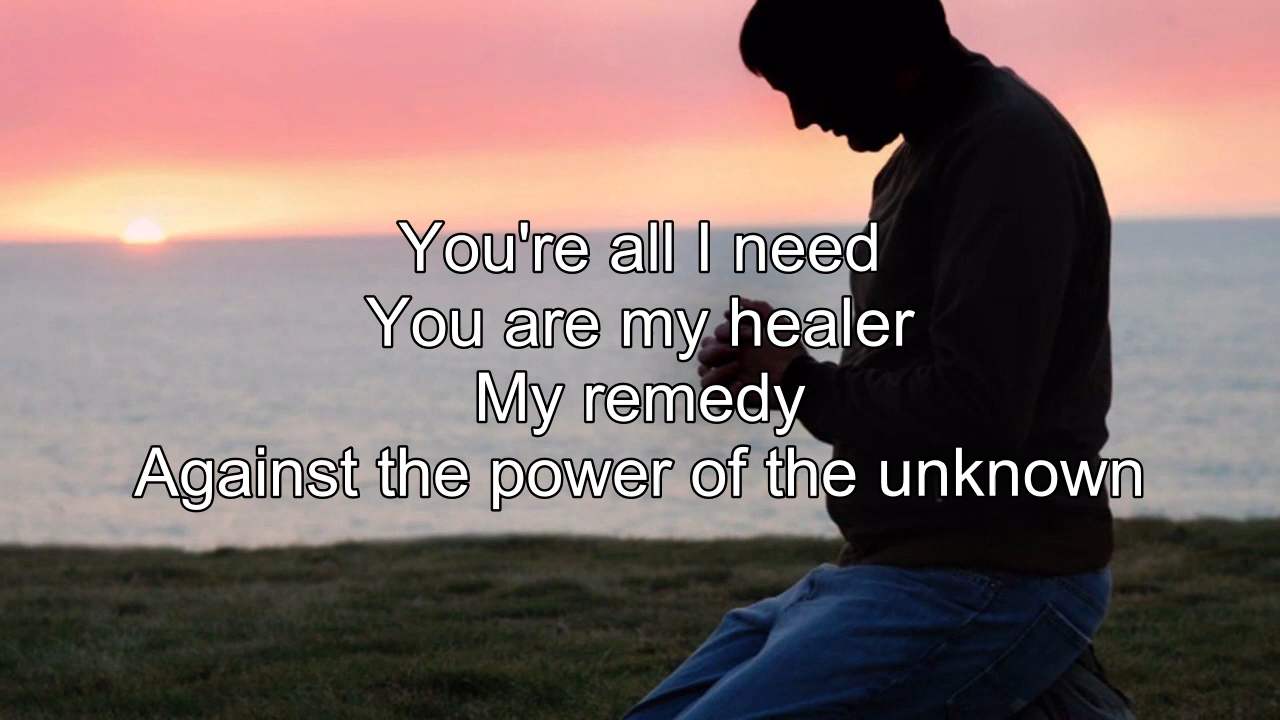 You're all I need
You are my healer
My remedy
Against the power of the unknown